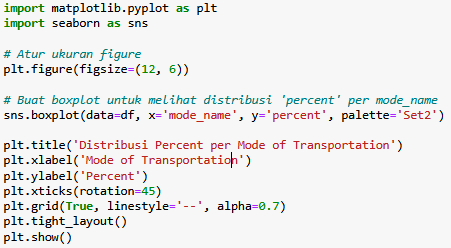 import matplotlib.pyplot as plt
import seaborn as sns
# Atur ukuran figure
plt.figure(figsize=(12, 6))
# Buat boxplot untuk melihat distribusi 'percent' per mode_name
sns.boxplot(data=df, x='mode_name', y='percent', palette='Set2')
plt.title('Distribusi Percent per Mode of Transportation')
plt.xlabel('Mode of Transportation')
plt.ylabel('Percent')
plt.xticks(rotation=45)
plt.grid(True, linestyle='--', alpha=0.7)
plt.tight_layout()
plt.show()